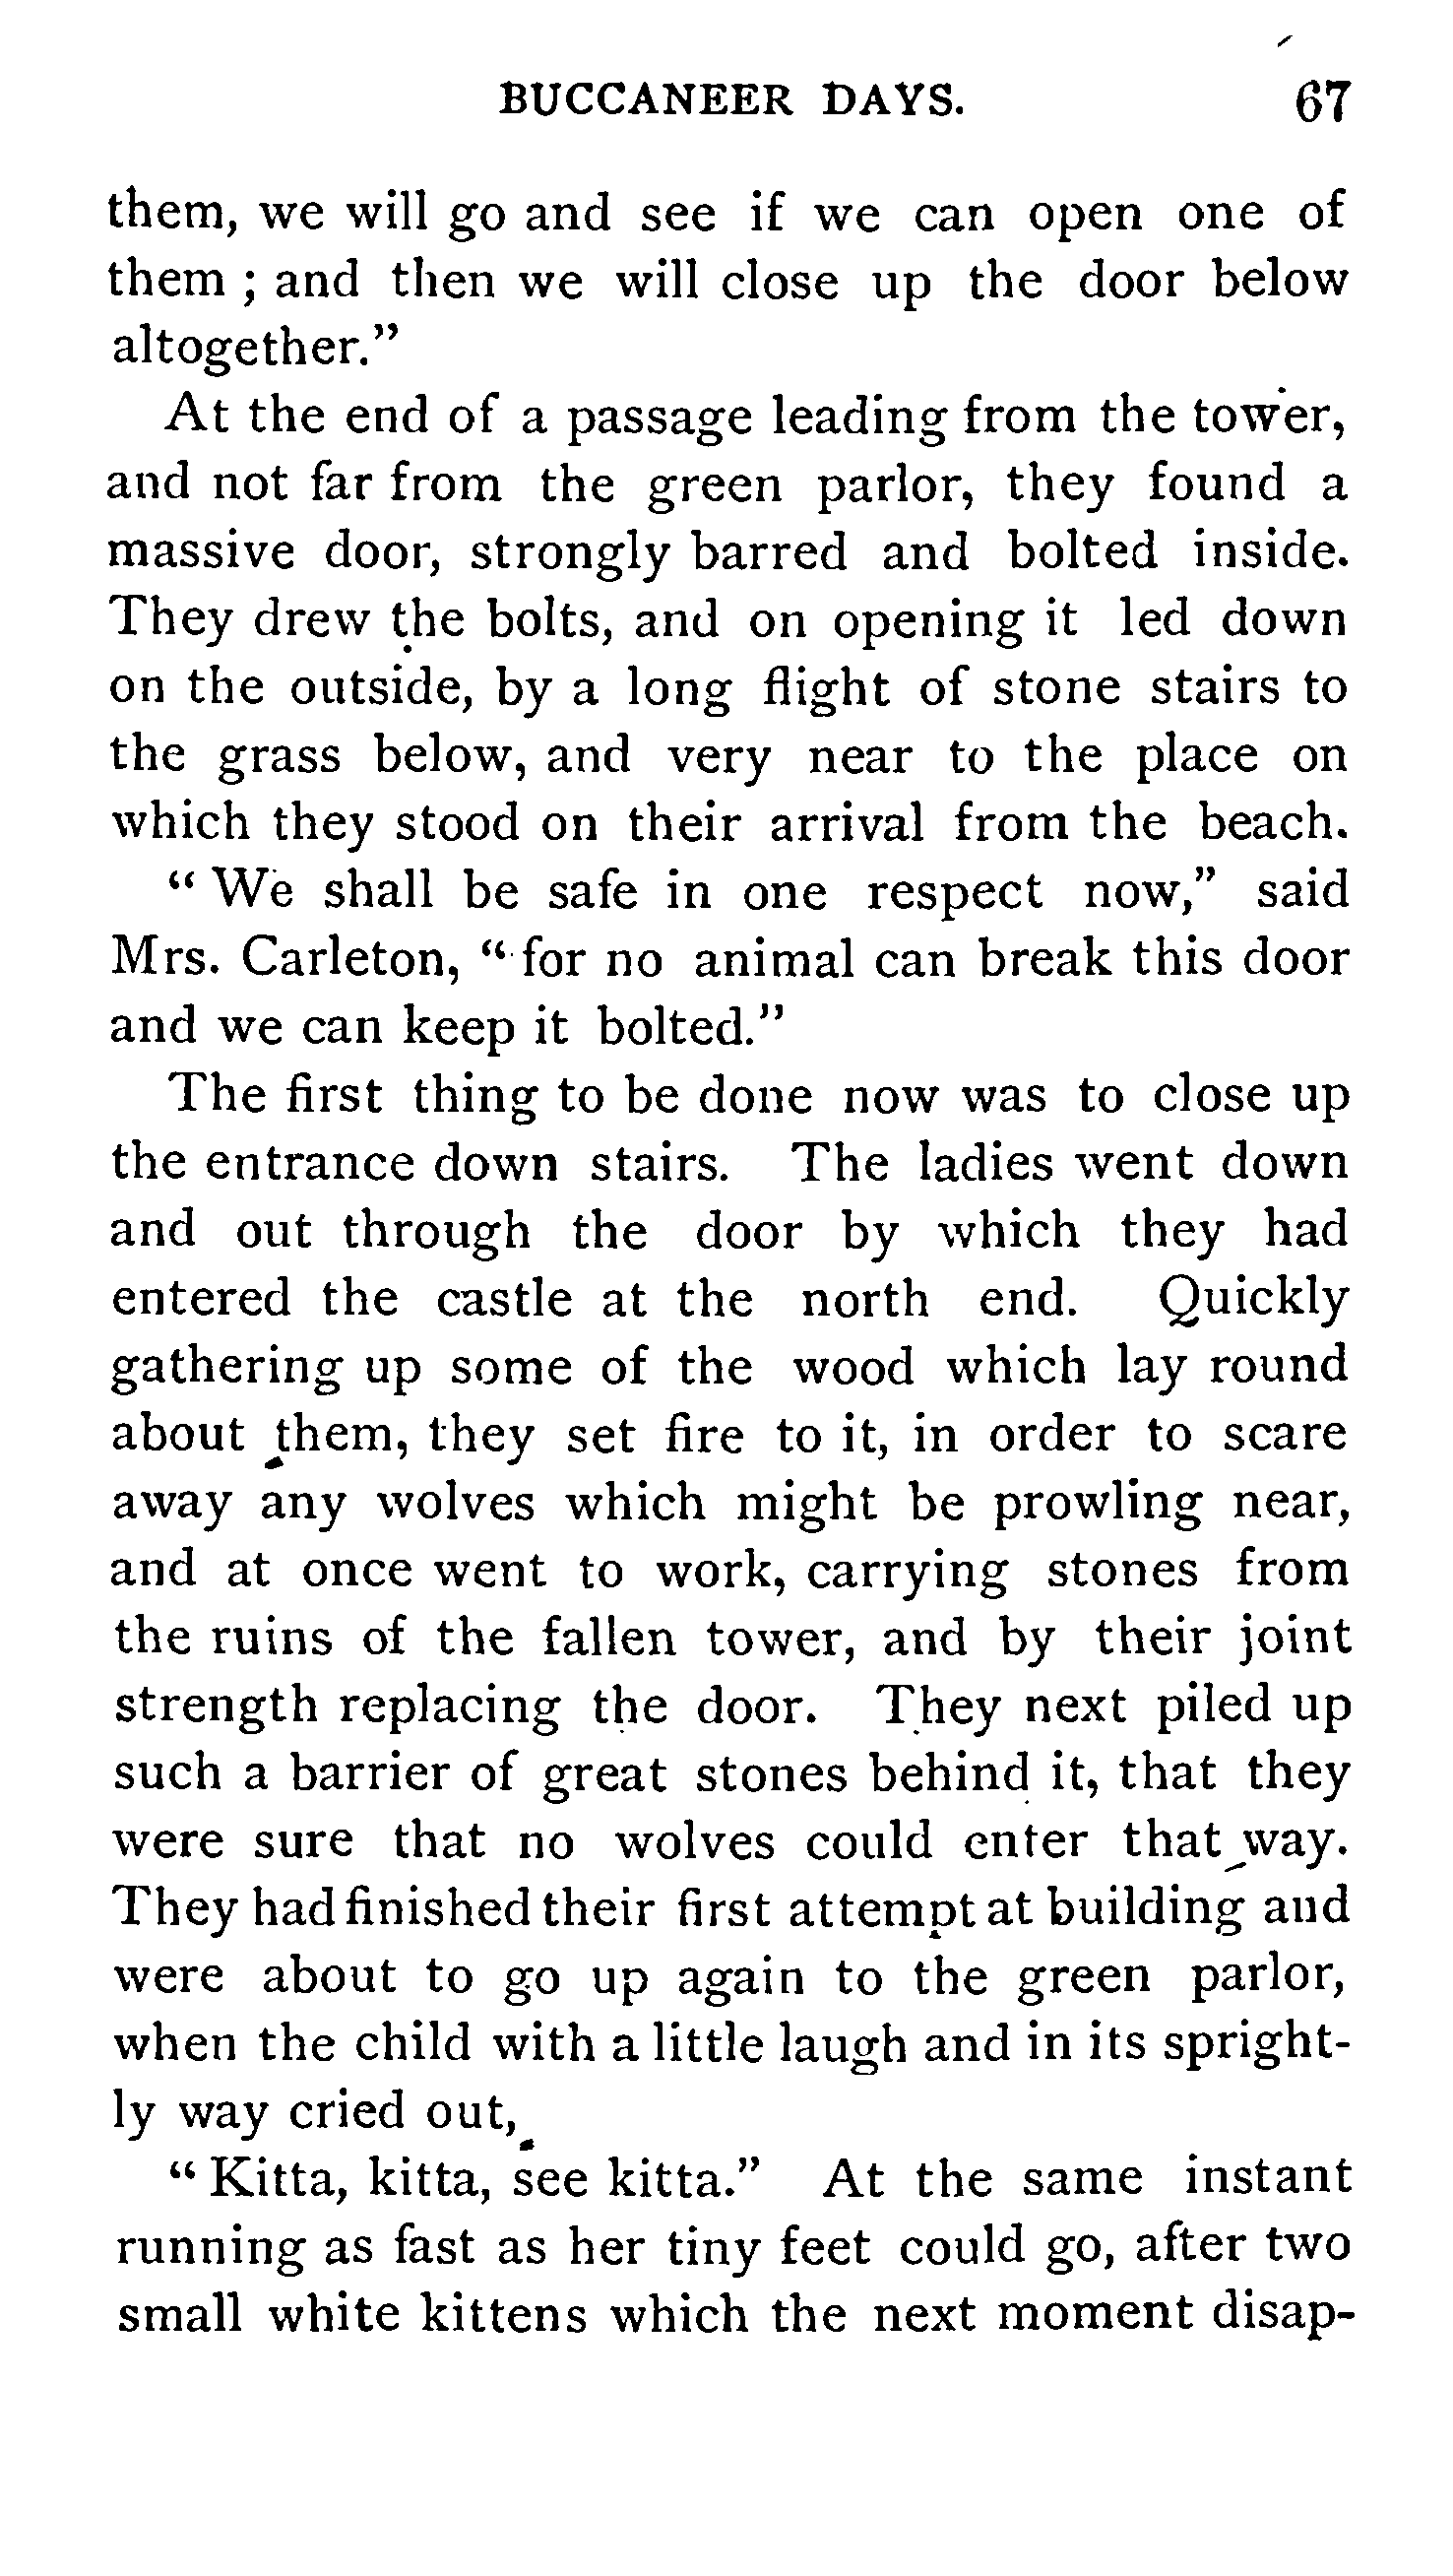 BUCCANEER DAYS. 67
them, we will go and see if we can open one of
them ; and then we will close up the door below
altogether.”
At the end of a passage leading from the tower,
and not far from the green parlor, they found a
massive door, strongly barred and bolted inside.
They drew the bolts, and on opening it led down
on the outside, by a long flight of stone stairs to
the grass below, and very near to the place on
which they stood on their arrival from the beach.
“ We shall be safe in one respect now,” said
Mrs. Carleton, “ for no animal can break this door
and we can keep it bolted.”
The first thing to be done now was to close up
the entrance down stairs. The ladies went down
and out through the door by which they had
entered the castle at the north end. Quickly
gathering up some of the wood which lay round
about them, they set fire to it, in order to scare
away any wolves which might be prowling near,
and at once went to work, carrying stones from
the ruins of the fallen tower, and by their joint
strength replacing the door. They next piled up
such a barrier of great stones behind it, that they
were sure that no wolves could enter that way.
They had finished their first attempt at building and
were about to go up again to the green parlor,
when the child with a little laugh and in its spright-
ly way cried out,
“ Kitta, kitta, see kitta.” At the same instant
running as fast as her tiny feet could go, after two
small white kittens which the next moment disap-